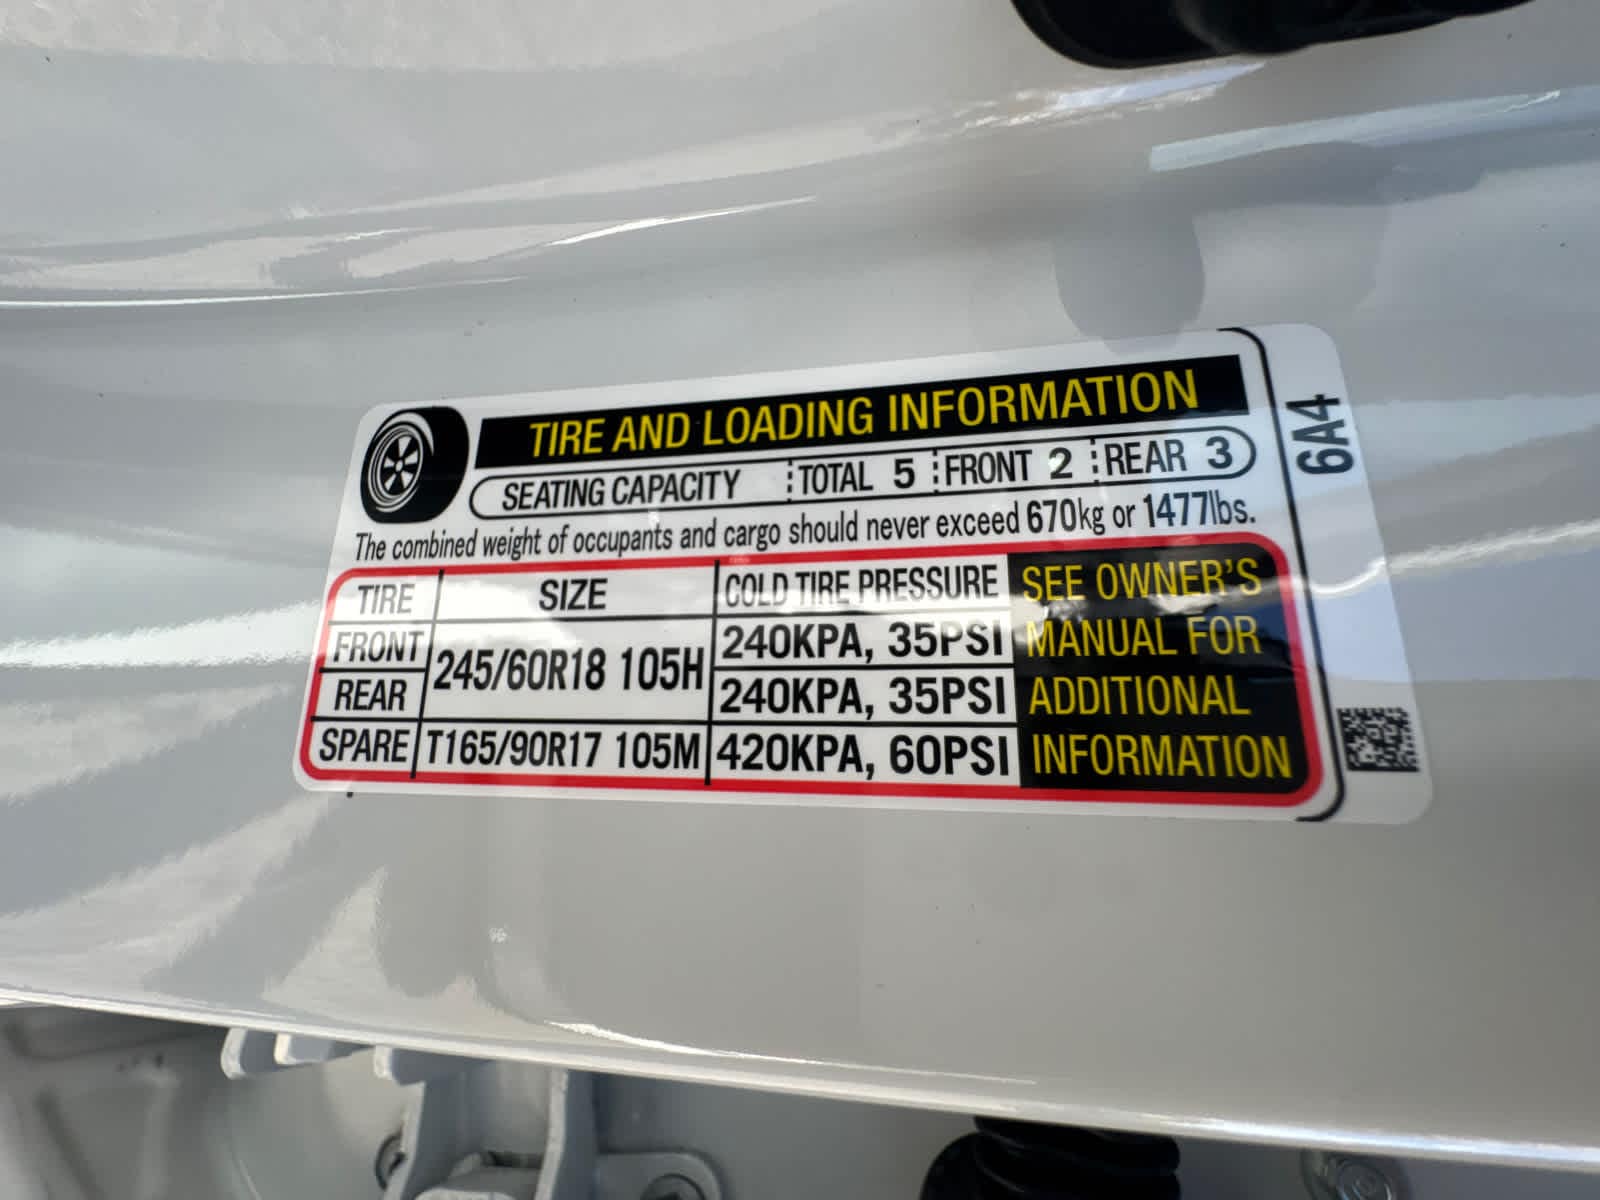 TIRE AND LOADING INFORMATION
SEATING CAPACITY TOTAL 5 FRONT 2 REAR 3
The combined weight of occupants and cargo should never exceed 670kg or 1477lbs.
TIRE SIZE COLD TIRE PRESSURE
FRONT 245/60R18 105H 240KPA, 35PSI
REAR 240KPA, 35PSI
SPARE T165/90R17 105M 420KPA, 60PSI
SEE OWNER'S
MANUAL FOR
ADDITIONAL
INFORMATION
6A4